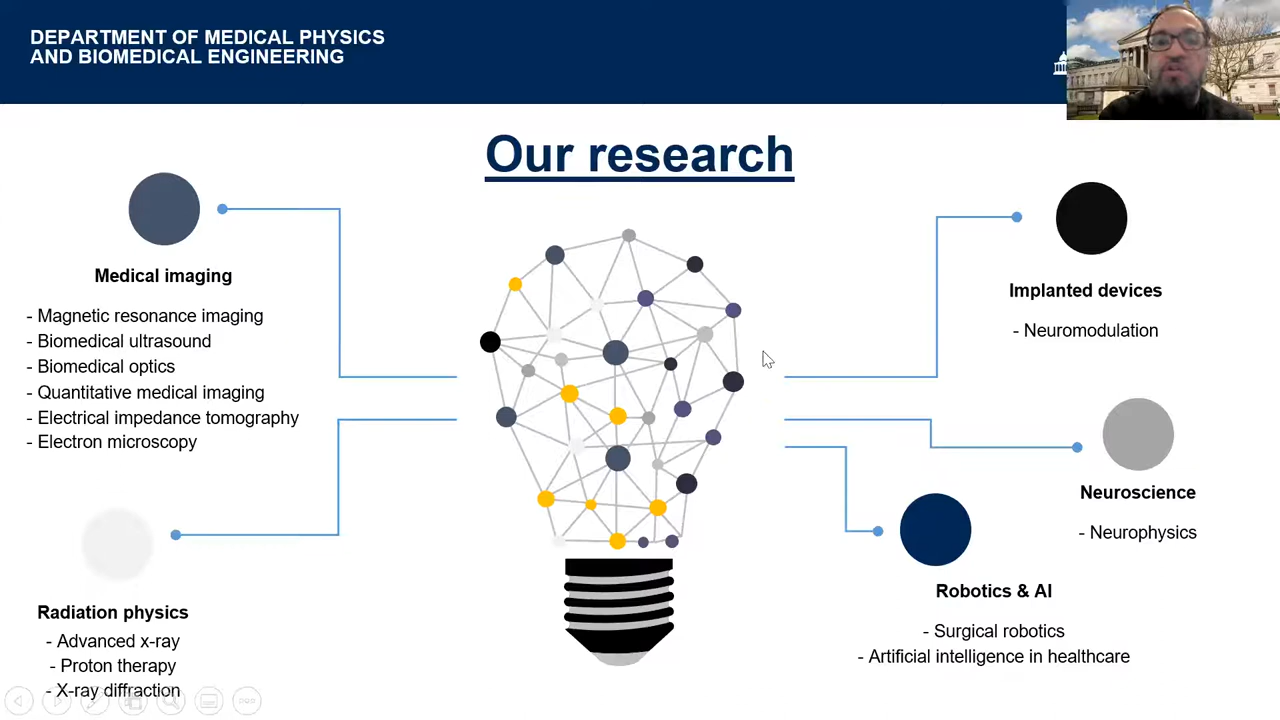 DEPARTMENT OF MEDICAL PHYSICS
AND BIOMEDICAL ENGINEERING
Our research
Medical imaging
- Magnetic resonance imaging
- Biomedical ultrasound
- Biomedical optics
- Quantitative medical imaging
- Electrical impedance tomography
- Electron microscopy
Radiation physics
- Advanced x-ray
- Proton therapy
- X-ray diffraction
Implanted devices
- Neuromodulation
Neuroscience
- Neurophysics
Robotics & AI
- Surgical robotics
- Artificial intelligence in healthcare